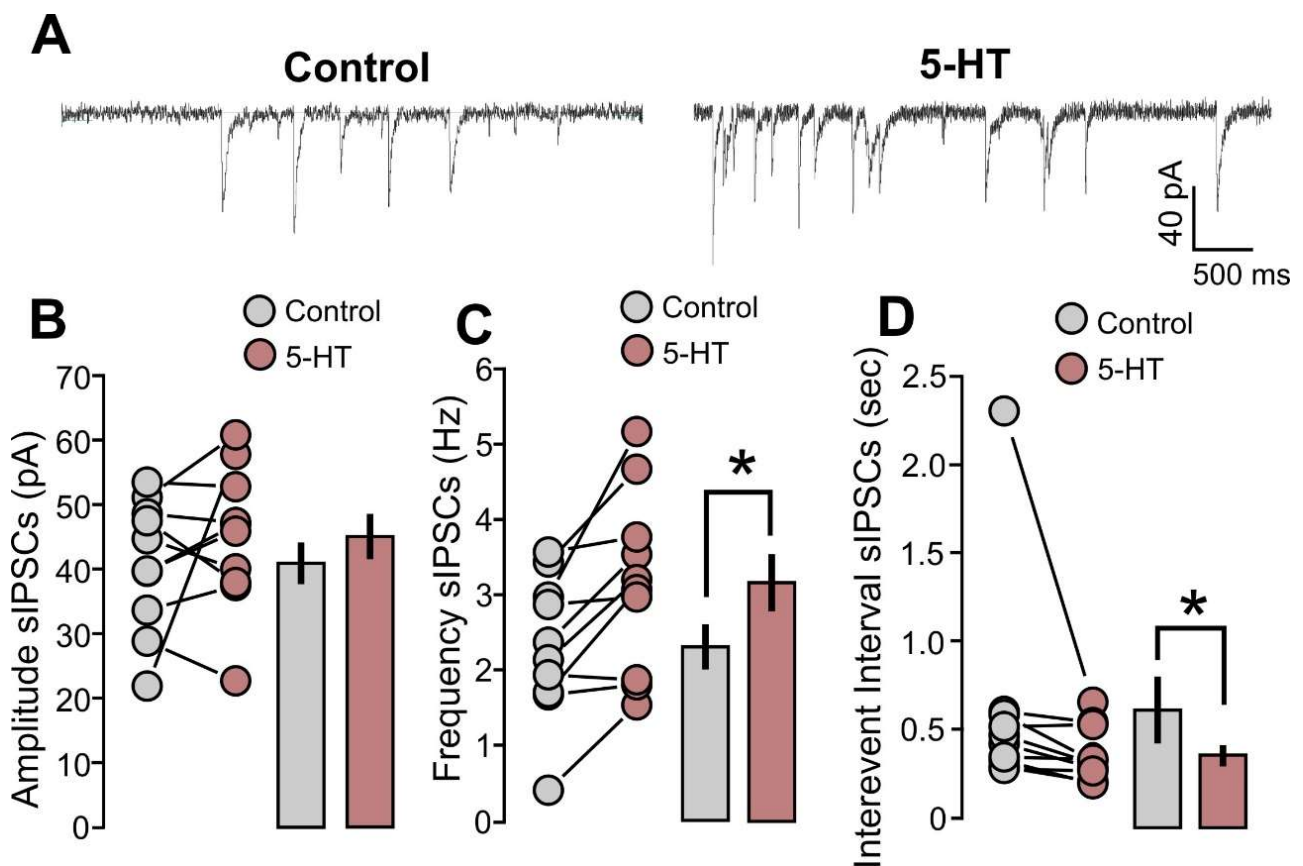 A
Control
5-HT
40 pA
500 ms
B
Control
5-HT
Amplitude sIPSCs (pA)
70
60
50
40
30
20
10
0
C
Control
5-HT
Frequency sIPSCs (Hz)
6
5
4
3
2
1
0
*
D
Control
5-HT
Interevent Interval sIPSCs (sec)
2.5
2.0
1.5
1.0
0.5
0
*